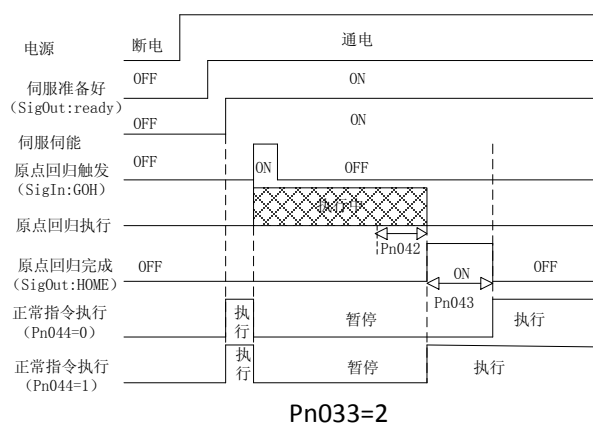 电源 断电 通电
伺服准备好 OFF ON
(SigOut:ready)
OFF ON
伺服伺能
原点回归触发 OFF ON OFF
(SigIn:GOH)
原点回归执行 执行中
Pn042
原点回归完成 OFF ON OFF
(SigOut:HOME)
Pn043
正常指令执行 执行 暂停 执行
(Pn044=0)
正常指令执行 执行 暂停 执行
(Pn044=1)
Pn033=2